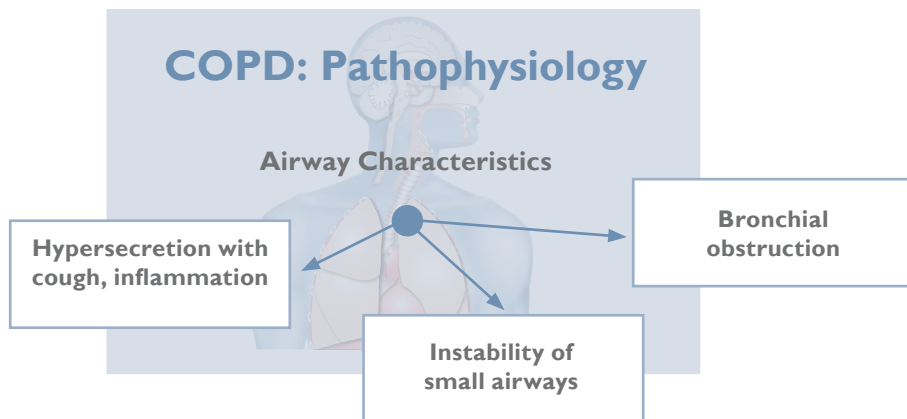 COPD: Pathophysiology
Airway Characteristics
Hypersecretion with
cough, inflammation
Instability of
small airways
Bronchial
obstruction